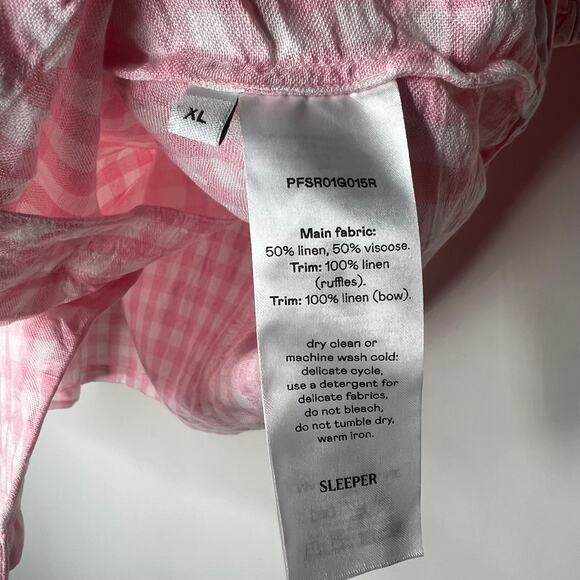 XL
PFSR01G015R
Main fabric:
50% linen, 50% viscose.
Trim: 100% linen
(ruffles).
Trim: 100% linen (bow).
dry clean or
machine wash cold:
delicate cycle,
use a detergent for
delicate fabrics,
do not bleach,
do not tumble dry,
warm iron.
SLEEPER